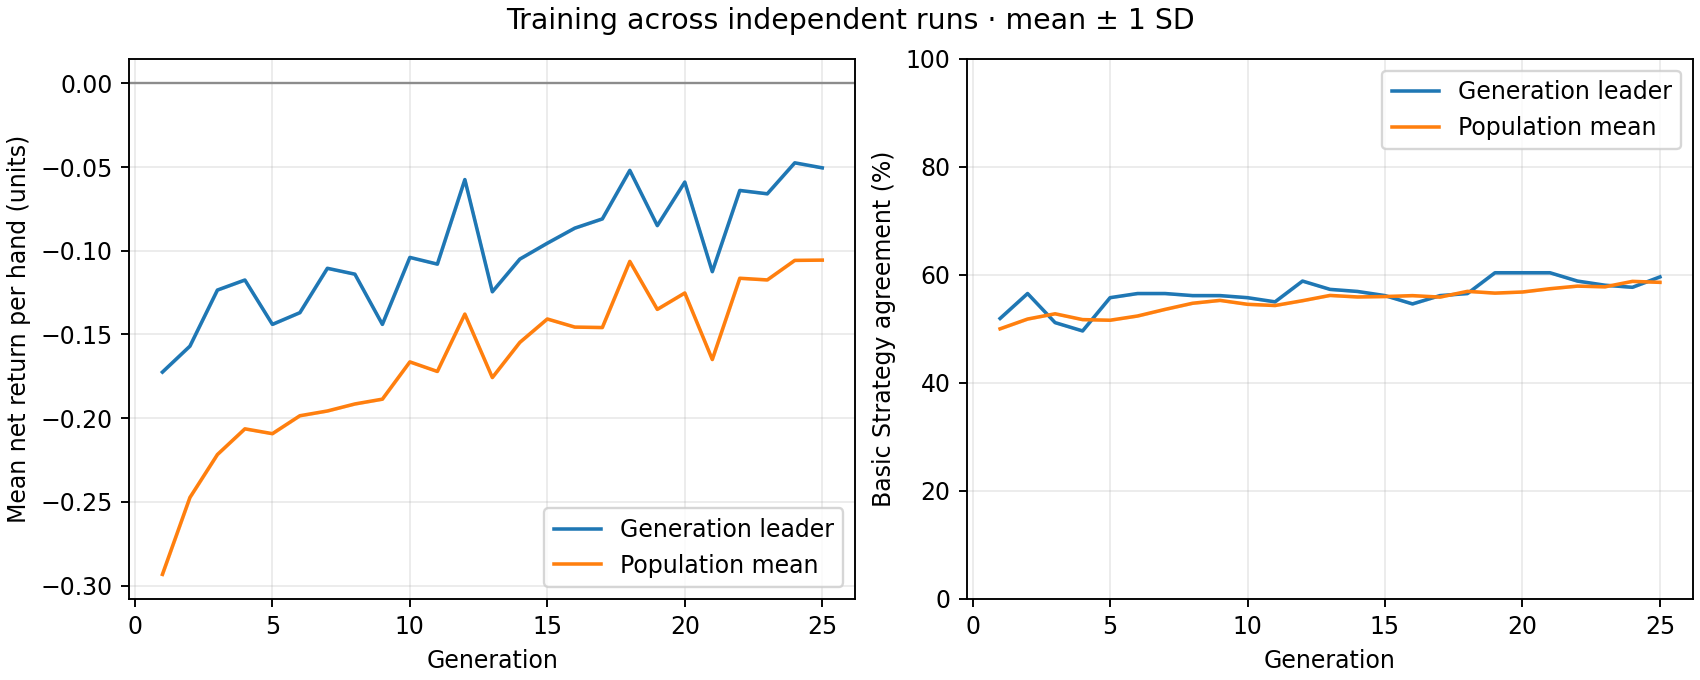 Training across independent runs · mean ± 1 SD
Mean net return per hand (units)
0.00
−0.05
−0.10
−0.15
−0.20
−0.25
−0.30
0
5
10
15
20
25
Generation
Generation leader
Population mean
Basic Strategy agreement (%)
100
80
60
40
20
0
0
5
10
15
20
25
Generation
Generation leader
Population mean